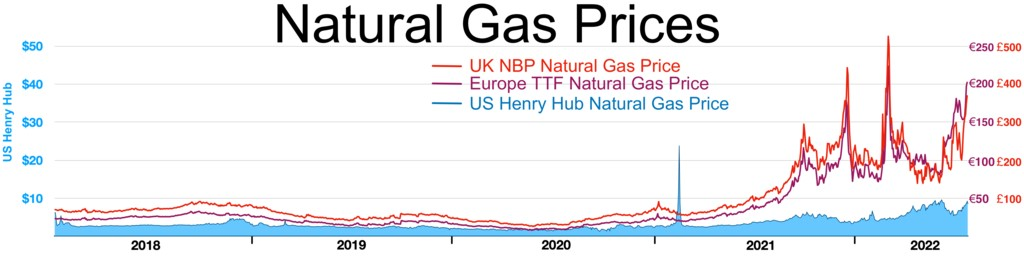 Natural Gas Prices
UK NBP Natural Gas Price
Europe TTF Natural Gas Price
US Henry Hub Natural Gas Price
US Henry Hub
$50
$40
$30
$20
$10
€250 £500
€200 £400
€150 £300
€100 £200
€50 £100
2018 2019 2020 2021 2022